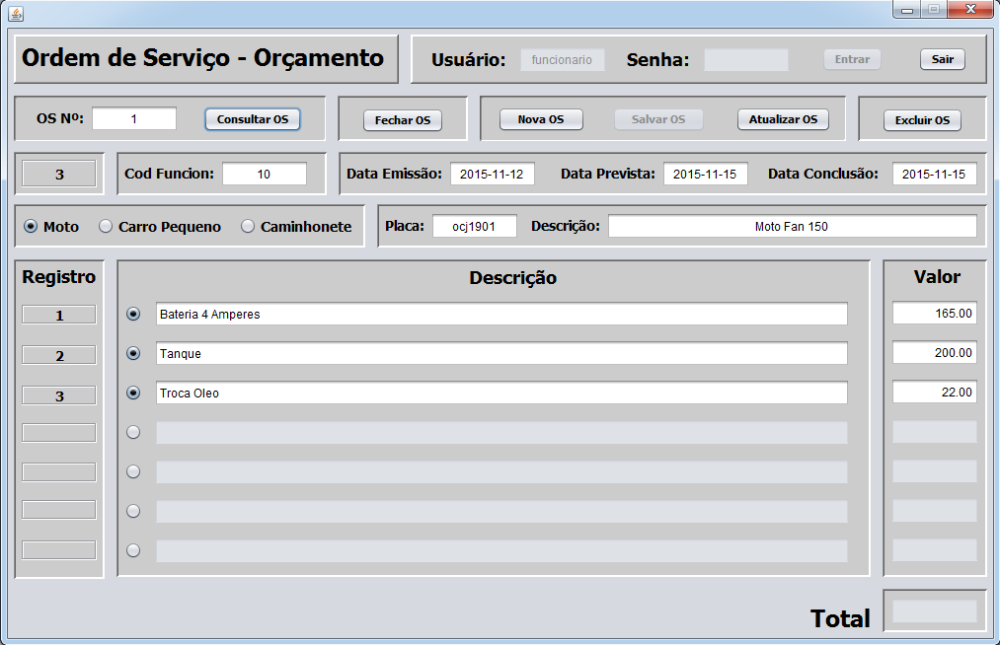 Ordem de Serviço - Orçamento
Usuário: funcionario Senha: Entrar Sair
OS Nº: 1 Consultar OS Fechar OS Nova OS Salvar OS Atualizar OS Excluir OS
3 Cod Funcion: 10 Data Emissão: 2015-11-12 Data Prevista: 2015-11-15 Data Conclusão: 2015-11-15
Moto Carro Pequeno Caminhonete Placa: ocj1901 Descrição: Moto Fan 150
Registro Descrição Valor
1 Bateria 4 Amperes 165.00
2 Tanque 200.00
3 Troca Oleo 22.00
Total